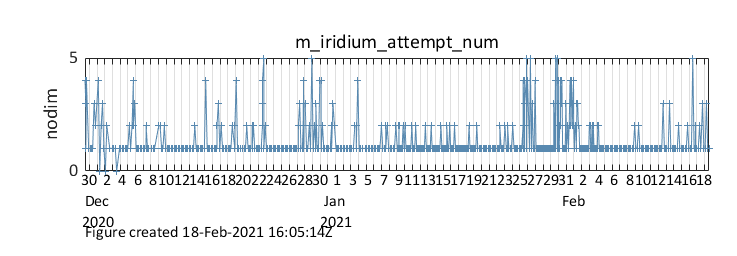 m_iridium_attempt_num
5
nodim
0
30 2 4 6 8 10 12 14 16 18 20 22 24 26 28 30 1 3 5 7 9 11 13 15 17 19 21 23 25 27 29 31 2 4 6 8 10 12 14 16 18
Dec Jan Feb
2020 2021
Figure created 18-Feb-2021 16:05:14Z